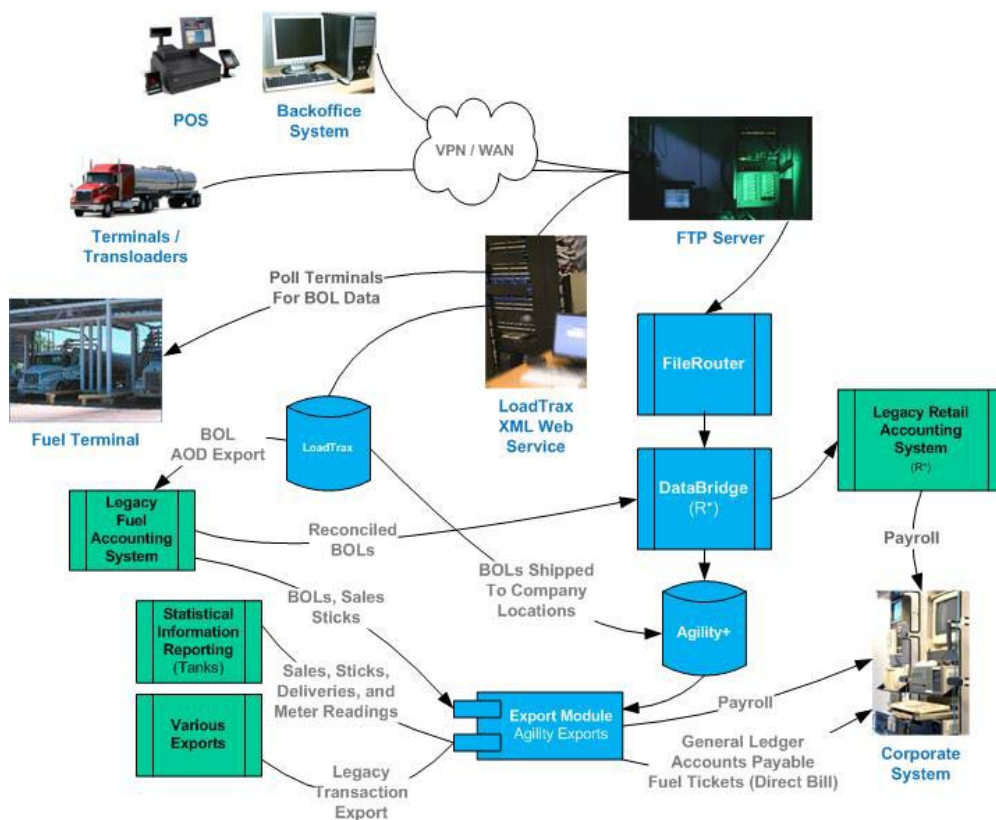 POS
Backoffice
System
VPN / WAN
Terminals /
Transloaders
FTP Server
Poll Terminals
For BOL Data
Fuel Terminal
FileRouter
LoadTrax
XML Web
Service
Legacy Retail
Accounting
System
(R*)
LoadTrax
BOL
AOD Export
DataBridge
(R*)
Legacy
Fuel
Accounting
System
Reconciled
BOLs
Payroll
BOLs Shipped
To Company
Locations
BOLs, Sales
Sticks
Statistical
Information
Reporting
(Tanks)
Agility+
Sales, Sticks,
Deliveries, and
Meter Readings
Payroll
Export Module
Agility Exports
Various
Exports
General Ledger
Accounts Payable
Fuel Tickets (Direct Bill)
Corporate
System
Legacy
Transaction
Export